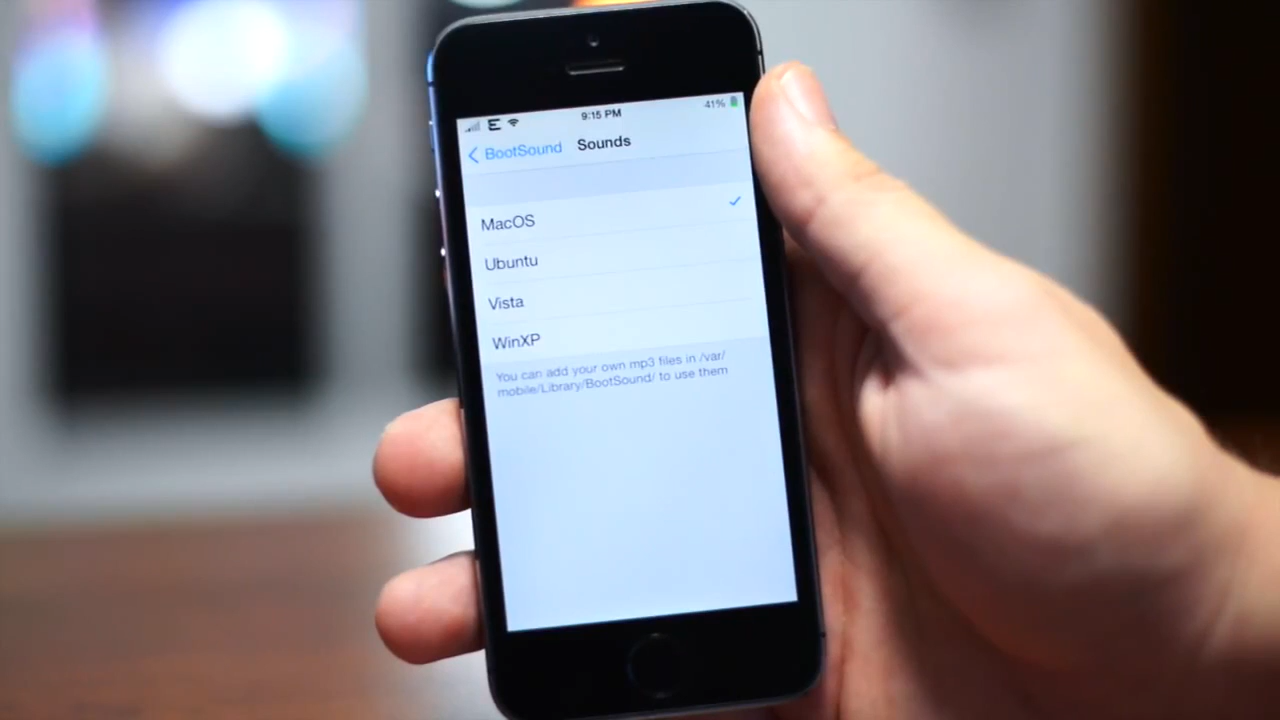 E 9:15 PM 41%
BootSound Sounds
MacOS
Ubuntu
Vista
WinXP
You can add your own mp3 files in /var/
mobile/Library/BootSound/ to use them